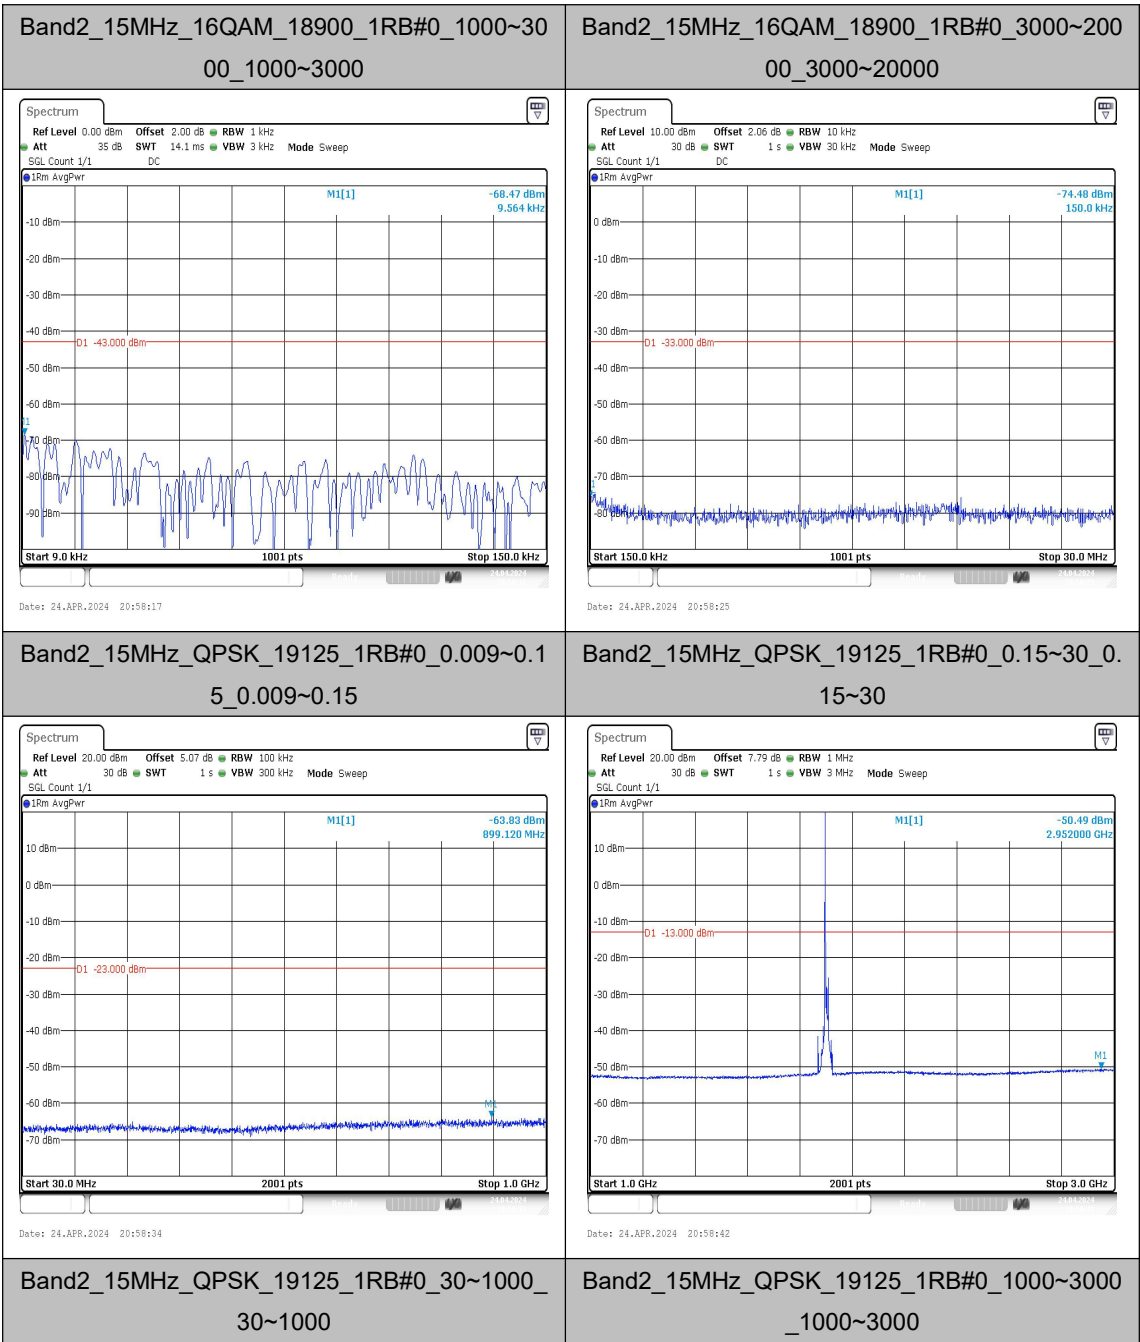 Band2_15MHz_16QAM_18900_1RB#0_1000~30
00_1000~3000
Band2_15MHz_16QAM_18900_1RB#0_3000~200
00_3000~20000
Spectrum
Ref Level 0.00 dBm Offset 2.00 dB RBW 1 kHz
Att 35 dB SWT 14.1 ms VBW 3 kHz Mode Sweep
SGL Count 1/1 DC
1Rm AvgPwr
M1[1] -68.47 dBm
9.564 kHz
-10 dBm
-20 dBm
-30 dBm
-40 dBm
D1 -43.000 dBm
-50 dBm
-60 dBm
-70 dBm
-80 dBm
-90 dBm
Start 9.0 kHz 1001 pts Stop 150.0 kHz
Date: 24.APR.2024 20:58:17
Spectrum
Ref Level 10.00 dBm Offset 2.06 dB RBW 10 kHz
Att 30 dB SWT 1 s VBW 30 kHz Mode Sweep
SGL Count 1/1 DC
1Rm AvgPwr
M1[1] -74.48 dBm
150.0 kHz
0 dBm
-10 dBm
-20 dBm
-30 dBm
D1 -33.000 dBm
-40 dBm
-50 dBm
-60 dBm
-70 dBm
-80 dBm
Start 150.0 kHz 1001 pts Stop 30.0 MHz
Date: 24.APR.2024 20:58:25
Band2_15MHz_QPSK_19125_1RB#0_0.009~0.1
5_0.009~0.15
Band2_15MHz_QPSK_19125_1RB#0_0.15~30_0.
15~30
Spectrum
Ref Level 20.00 dBm Offset 5.07 dB RBW 100 kHz
Att 30 dB SWT 1 s VBW 300 kHz Mode Sweep
SGL Count 1/1
1Rm AvgPwr
M1[1] -63.83 dBm
899.120 MHz
10 dBm
0 dBm
-10 dBm
-20 dBm
D1 -23.000 dBm
-30 dBm
-40 dBm
-50 dBm
-60 dBm
M1
-70 dBm
Start 30.0 MHz 2001 pts Stop 1.0 GHz
Date: 24.APR.2024 20:58:34
Spectrum
Ref Level 20.00 dBm Offset 7.79 dB RBW 1 MHz
Att 30 dB SWT 1 s VBW 3 MHz Mode Sweep
SGL Count 1/1
1Rm AvgPwr
M1[1] -50.49 dBm
2.952000 GHz
10 dBm
0 dBm
-10 dBm
D1 -13.000 dBm
-20 dBm
-30 dBm
-40 dBm
M1
-50 dBm
-60 dBm
-70 dBm
Start 1.0 GHz 2001 pts Stop 3.0 GHz
Date: 24.APR.2024 20:58:42
Band2_15MHz_QPSK_19125_1RB#0_30~1000_
30~1000
Band2_15MHz_QPSK_19125_1RB#0_1000~3000
_1000~3000